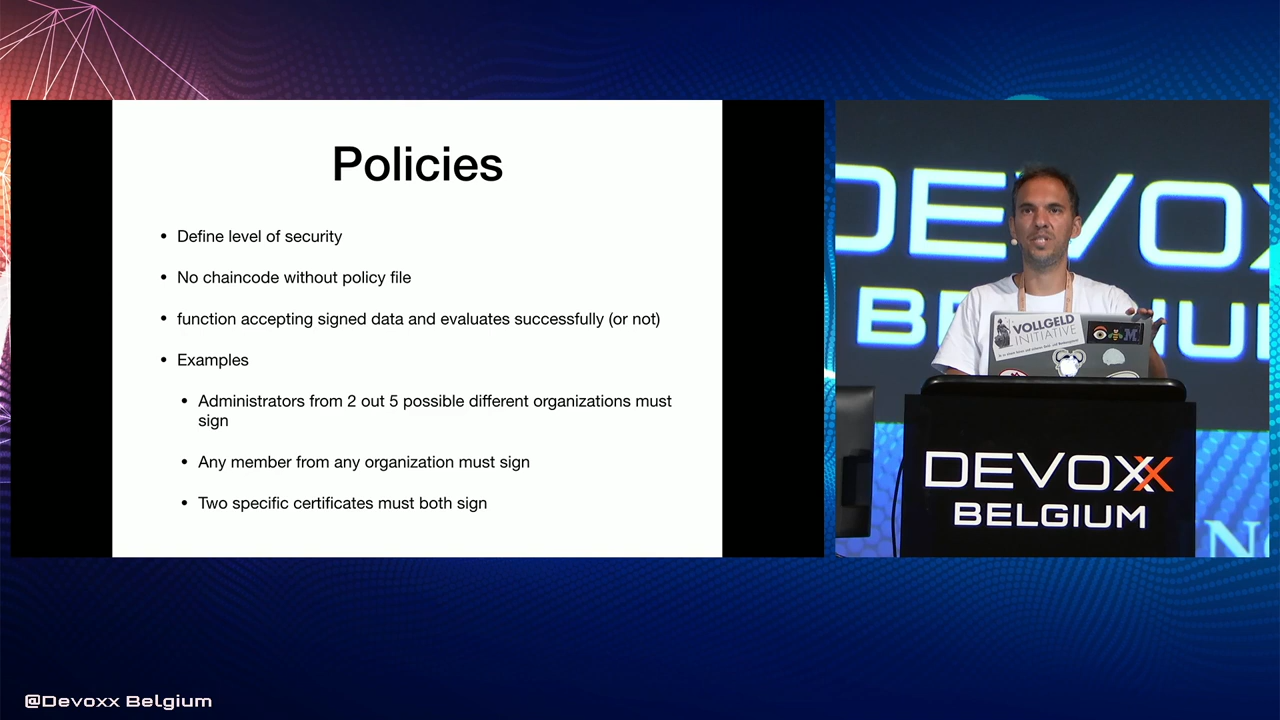 Policies
• Define level of security
• No chaincode without policy file
• function accepting signed data and evaluates successfully (or not)
• Examples
• Administrators from 2 out 5 possible different organizations must
sign
• Any member from any organization must sign
• Two specific certificates must both sign
DEVOX
BELGIU
VOLLGELD
INITIATIVE
M
DEVOXX
BELGIUM
@Devoxx Belgium